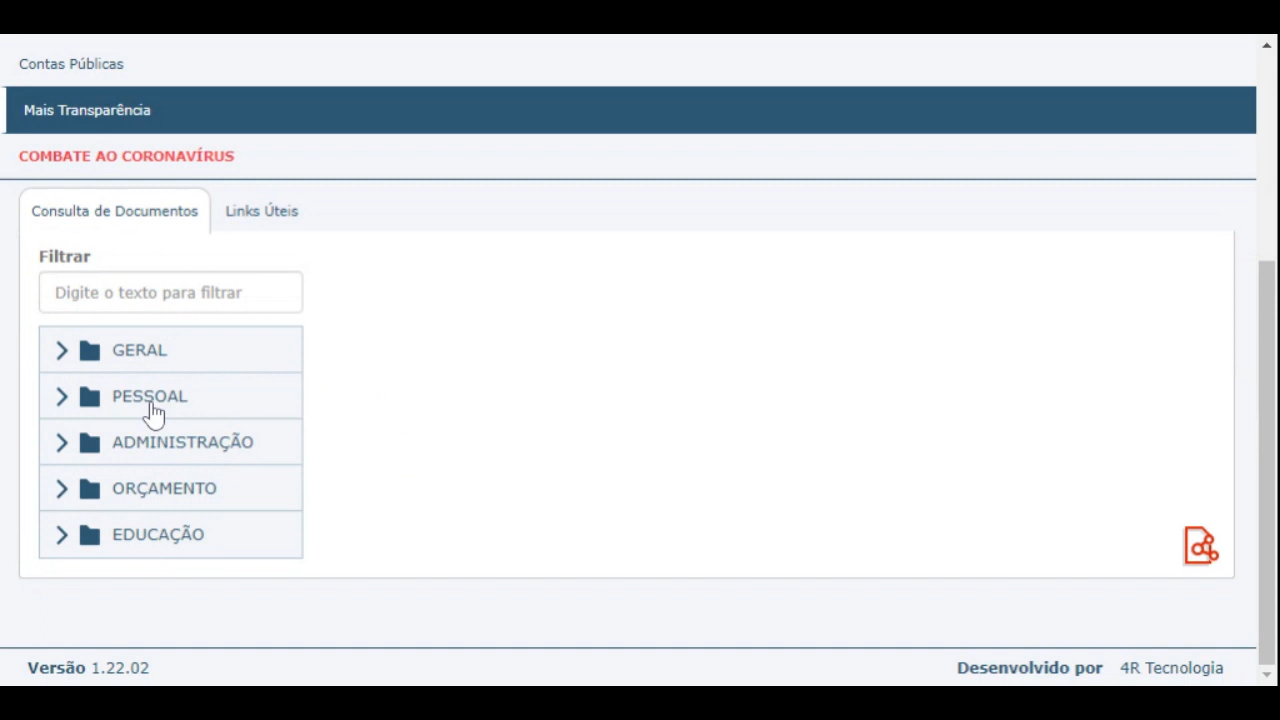 Contas Públicas
Mais Transparência
COMBATE AO CORONAVÍRUS
Consulta de Documentos Links Úteis
Filtrar
Digite o texto para filtrar
GERAL
PESSOAL
ADMINISTRAÇÃO
ORÇAMENTO
EDUCAÇÃO
Versão 1.22.02 Desenvolvido por 4R Tecnologia